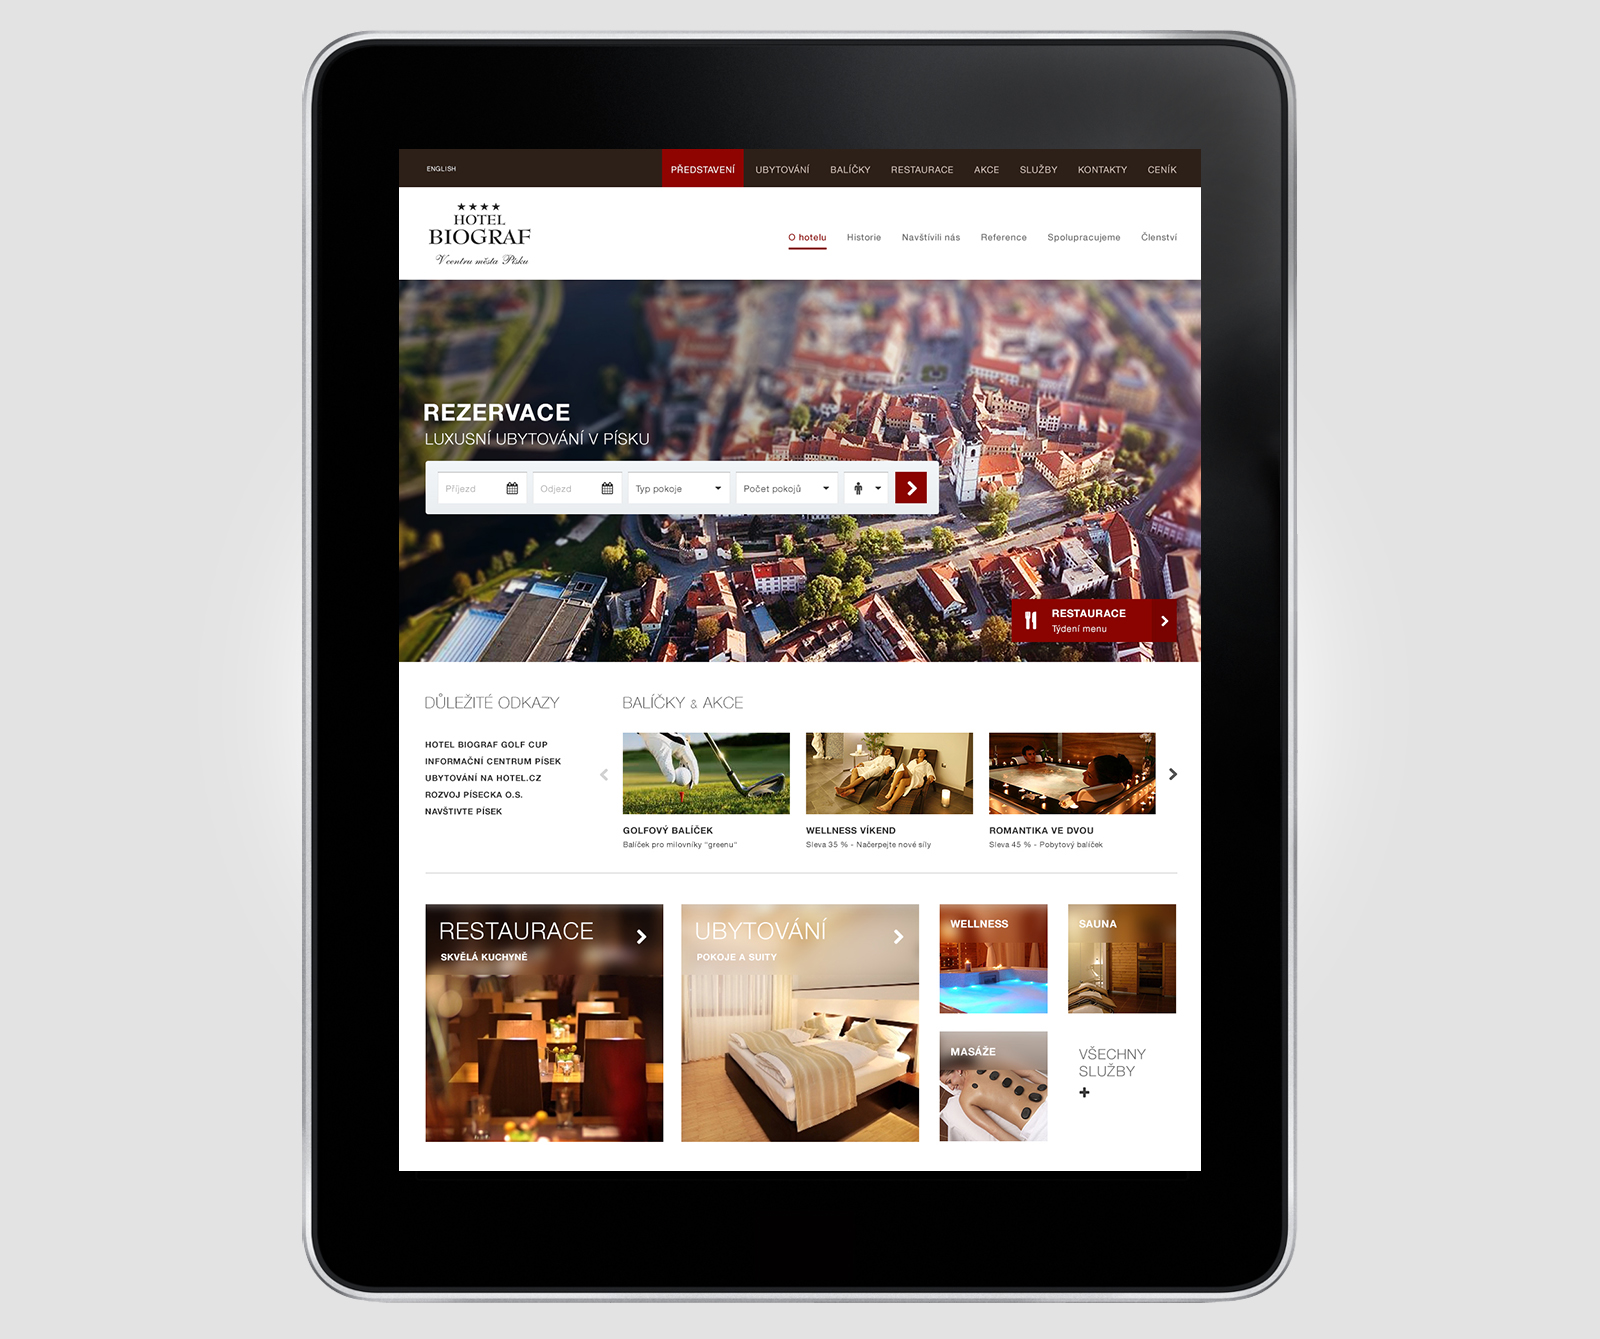 ENGLISH
PŘEDSTAVENÍ
UBYTOVÁNÍ
BALÍČKY
RESTAURACE
AKCE
SLUŽBY
KONTAKTY
CENÍK
HOTEL
BIOGRAF
V centru města Písku
O hotelu
Historie
Navštívili nás
Reference
Spolupracujeme
Členství
REZERVACE
LUXUSNÍ UBYTOVÁNÍ V PÍSKU
Příjezd
Odjezd
Typ pokoje
Počet pokojů
RESTAURACE
Týdení menu
DŮLEŽITÉ ODKAZY
HOTEL BIOGRAF GOLF CUP
INFORMAČNÍ CENTRUM PÍSEK
UBYTOVÁNÍ NA HOTEL.CZ
ROZVOJ PÍSECKA O.S.
NAVŠTIVTE PÍSEK
BALÍČKY & AKCE
GOLFOVÝ BALÍČEK
Balíček pro milovníky "greenu"
WELLNESS VÍKEND
Sleva 35 % - Načerpejte nové síly
ROMANTIKA VE DVOU
Sleva 45 % - Pobytový balíček
RESTAURACE
SKVĚLÁ KUCHYNĚ
UBYTOVÁNÍ
POKOJE A SUITY
WELLNESS
SAUNA
MASÁŽE
VŠECHNY
SLUŽBY